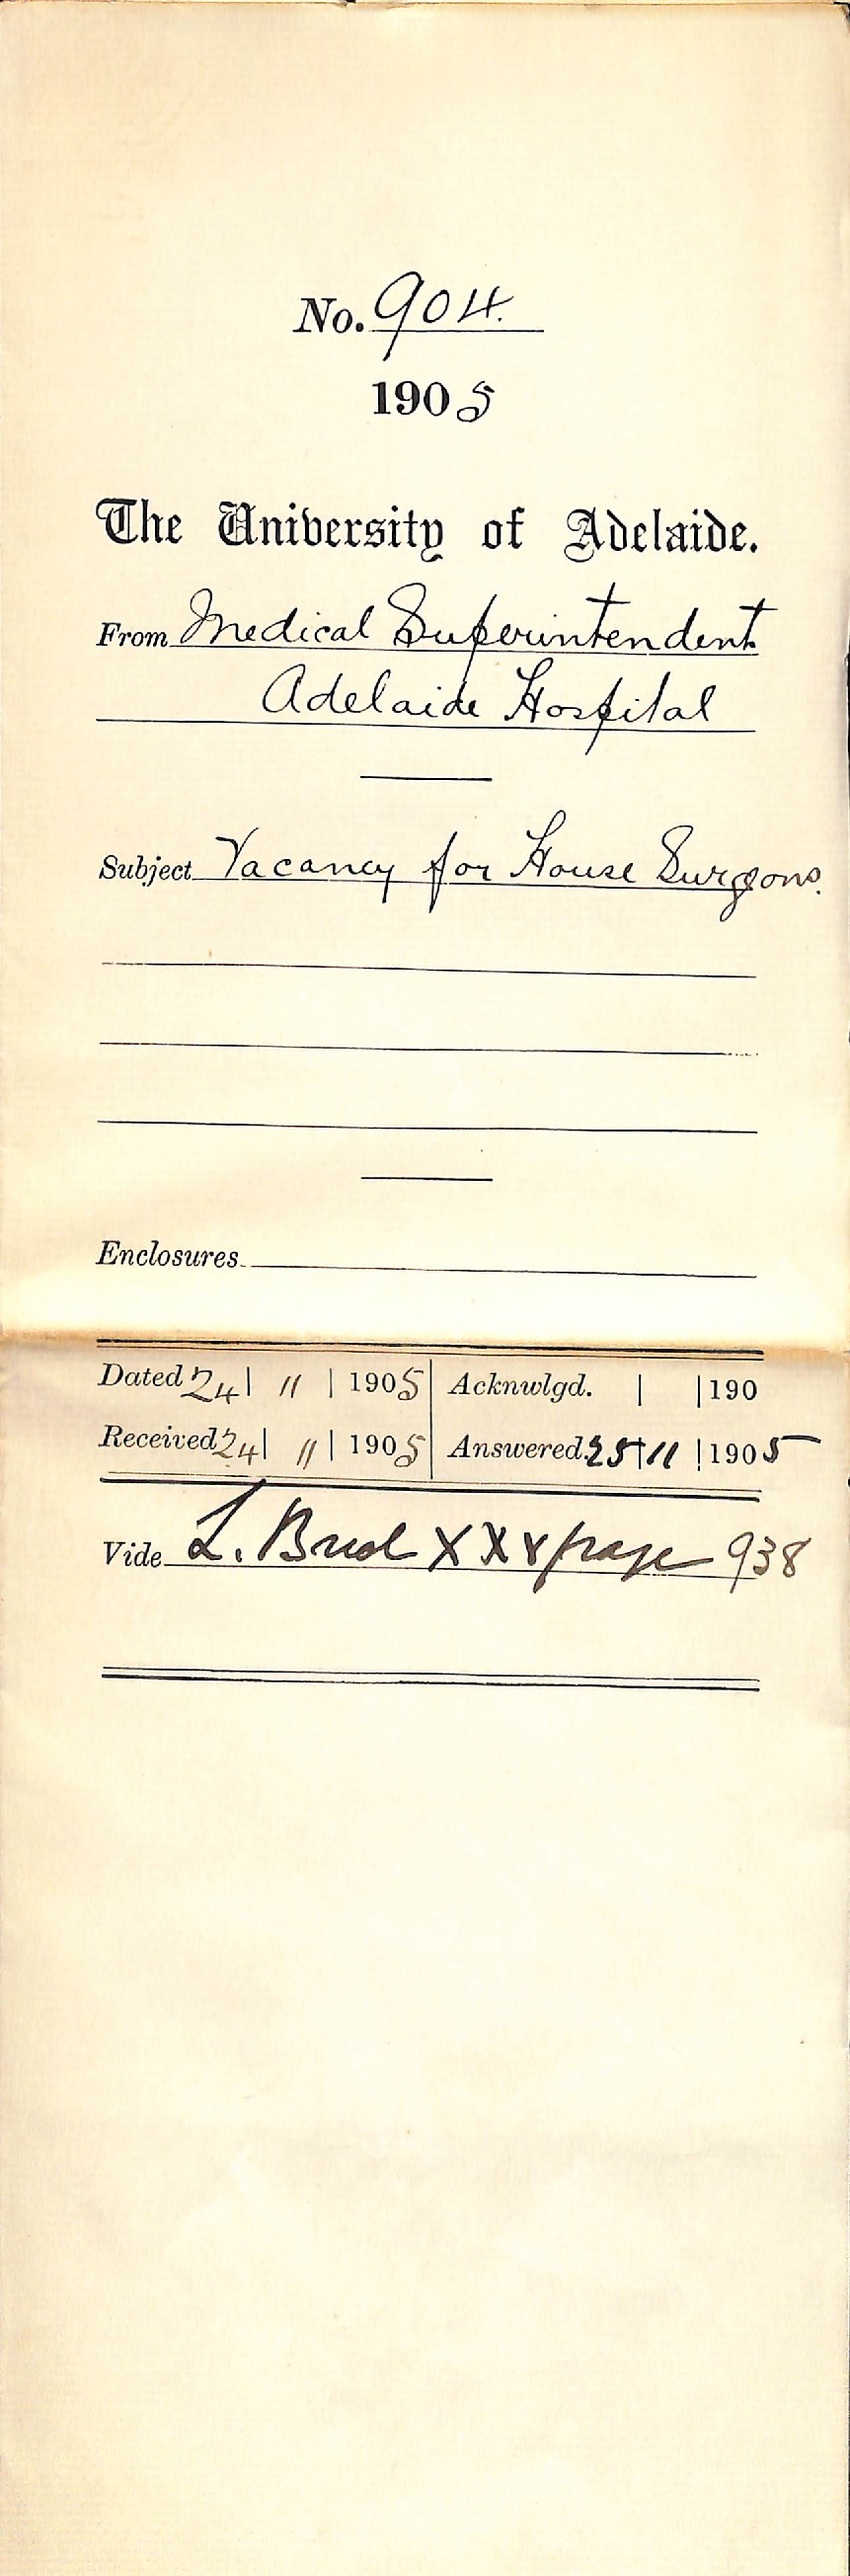 No. 904.
1905
The University of Adelaide.
From Medical Superintendent
Adelaide Hospital
Subject Vacancy for House Surgeons.
Enclosures
Dated 24 | 11 | 1905 | Acknwlgd. | | 190
Received 24 | 11 | 1905 | Answered 25 | 11 | 1905
Vide L. XXV page 938